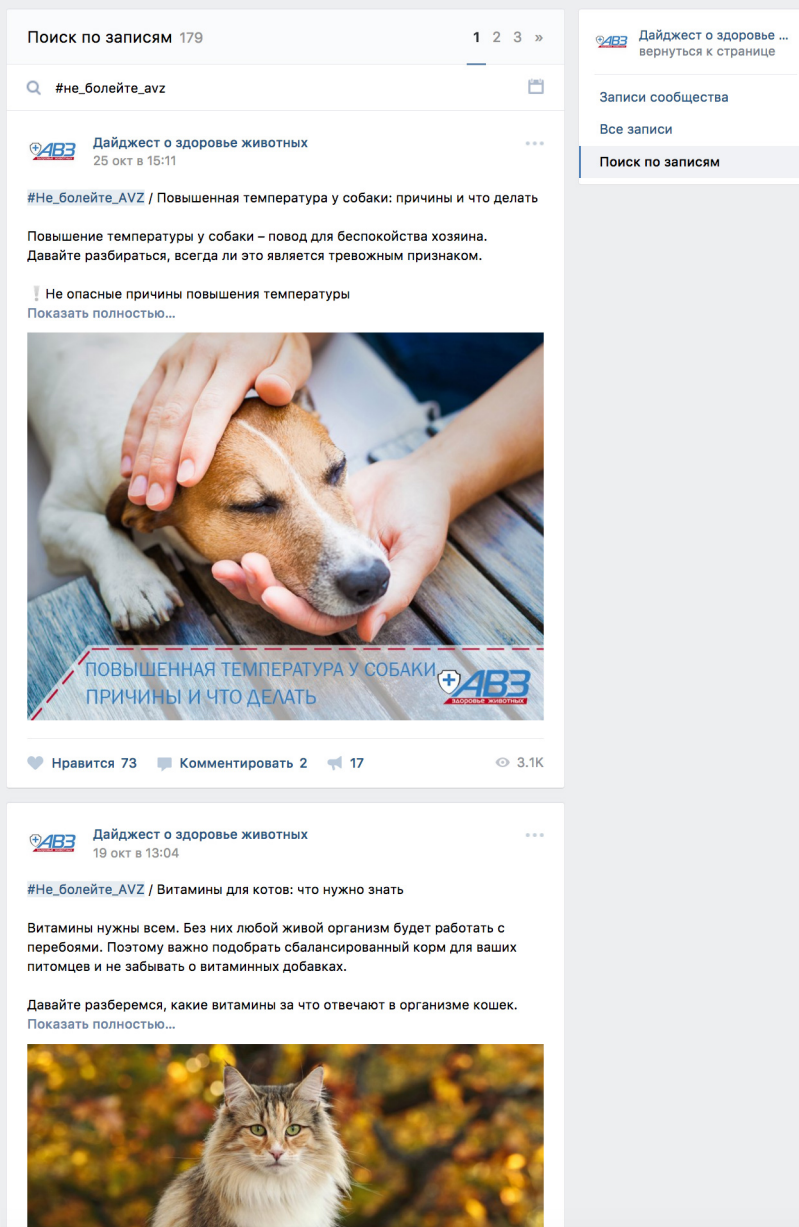 Поиск по записям 179
1 2 3 »
#не_болейте_avz
АВЗ
Дайджест о здоровье животных
25 окт в 15:11
#Не_болейте_AVZ / Повышенная температура у собаки: причины и что делать
Повышение температуры у собаки – повод для беспокойства хозяина.
Давайте разбираться, всегда ли это является тревожным признаком.
❕ Не опасные причины повышения температуры
Показать полностью...
ПОВЫШЕННАЯ ТЕМПЕРАТУРА У СОБАКИ
ПРИЧИНЫ И ЧТО ДЕЛАТЬ
АВЗ
ЗДОРОВЬЕ ЖИВОТНЫХ
Нравится 73 Комментировать 2 17 3.1K
АВЗ
Дайджест о здоровье животных
19 окт в 13:04
#Не_болейте_AVZ / Витамины для котов: что нужно знать
Витамины нужны всем. Без них любой живой организм будет работать с
перебоями. Поэтому важно подобрать сбалансированный корм для ваших
питомцев и не забывать о витаминных добавках.
Давайте разберемся, какие витамины за что отвечают в организме кошек.
Показать полностью...
АВЗ
Дайджест о здоровье ...
вернуться к странице
Записи сообщества
Все записи
Поиск по записям